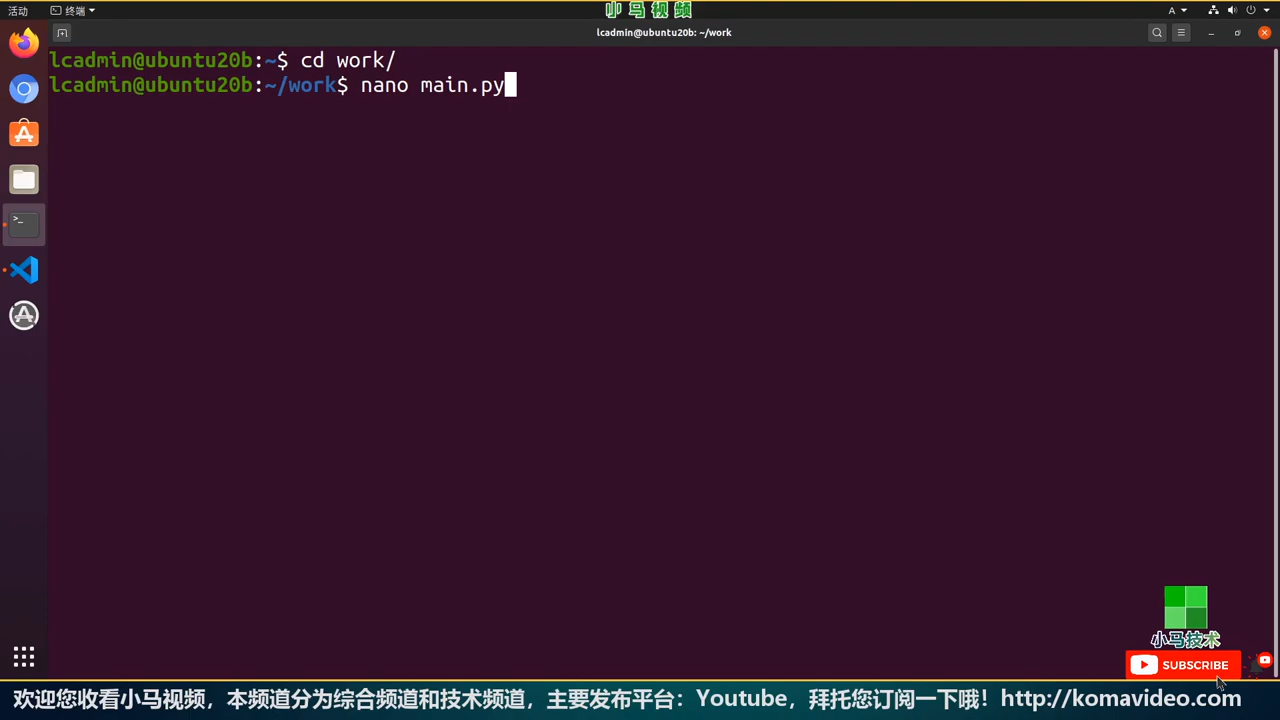 活动
终端
小马视频
A
lcadmin@ubuntu20b: ~/work
lcadmin@ubuntu20b:~$ cd work/
lcadmin@ubuntu20b:~/work$ nano main.py
小马技术
SUBSCRIBE
欢迎您收看小马视频，本频道分为综合频道和技术频道，主要发布平台：Youtube，拜托您订阅一下哦！http://komavideo.com